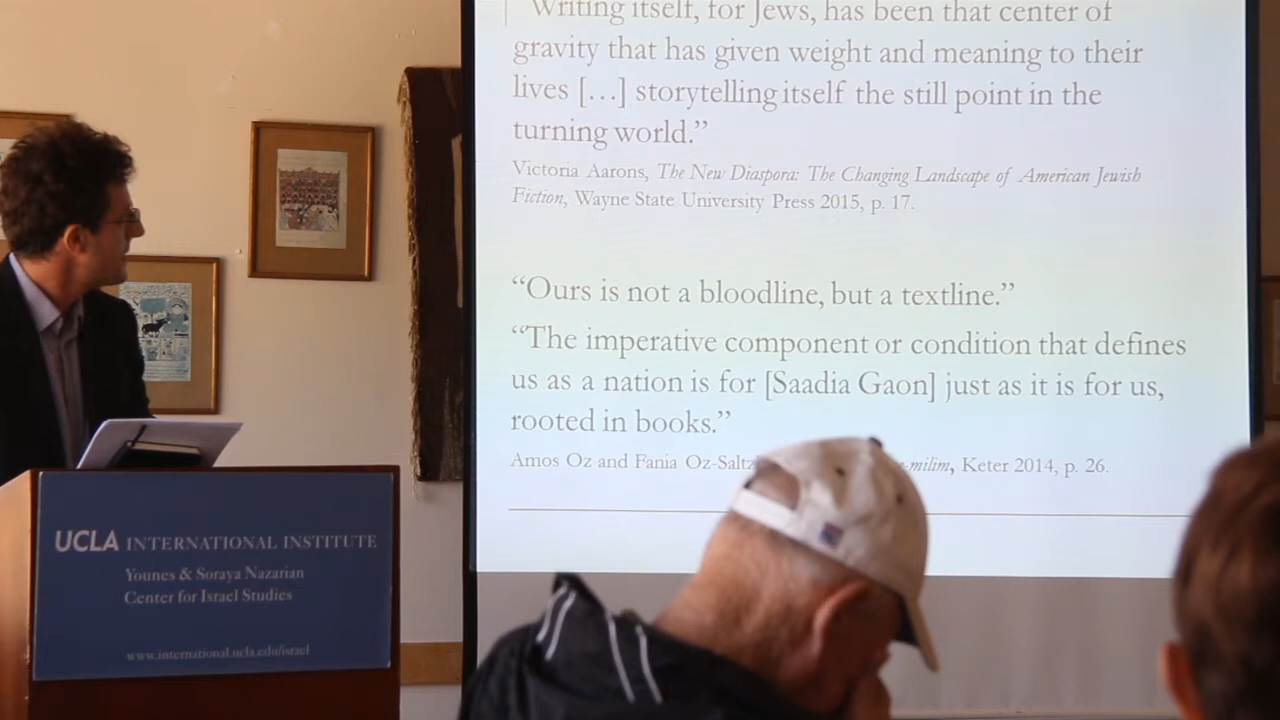 Writing itself, for Jews, has been that center of
gravity that has given weight and meaning to their
lives […] storytelling itself the still point in the
turning world.”
Victoria Aarons, The New Diaspora: The Changing Landscape of American Jewish
Fiction, Wayne State University Press 2015, p. 17.
“Ours is not a bloodline, but a textline.”
“The imperative component or condition that defines
us as a nation is for [Saadia Gaon] just as it is for us,
rooted in books.”
Amos Oz and Fania Oz-Saltz -milim, Keter 2014, p. 26.
UCLA INTERNATIONAL INSTITUTE
Younes & Soraya Nazarian
Center for Israel Studies
www.international.ucla.edu/israel